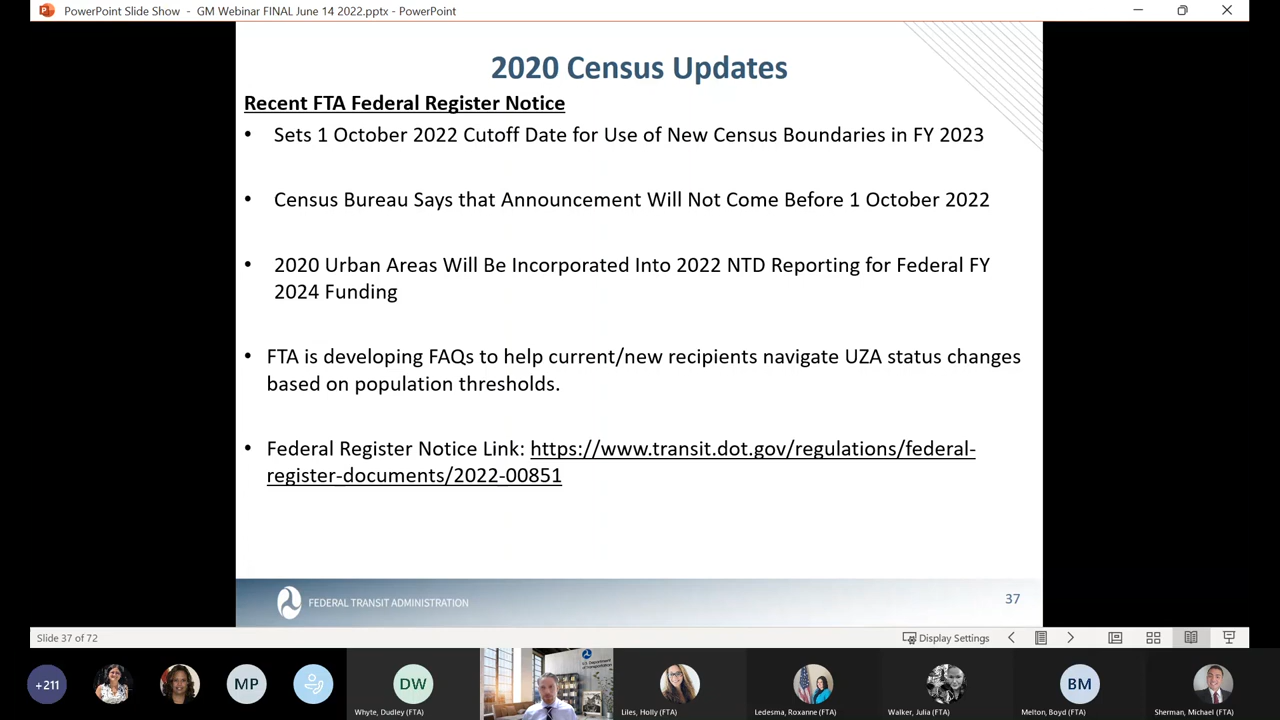 PowerPoint Slide Show - GM Webinar FINAL June 14 2022.pptx - PowerPoint
2020 Census Updates
Recent FTA Federal Register Notice
• Sets 1 October 2022 Cutoff Date for Use of New Census Boundaries in FY 2023
• Census Bureau Says that Announcement Will Not Come Before 1 October 2022
• 2020 Urban Areas Will Be Incorporated Into 2022 NTD Reporting for Federal FY
2024 Funding
• FTA is developing FAQs to help current/new recipients navigate UZA status changes
based on population thresholds.
• Federal Register Notice Link: https://www.transit.dot.gov/regulations/federal-
register-documents/2022-00851
FEDERAL TRANSIT ADMINISTRATION
37
Slide 37 of 72
Display Settings
+211
MP
DW
Whyte, Dudley (FTA)
U.S. Department
of Transportation
Liles, Holly (FTA)
Ledesma, Roxanne (FTA)
Walker, Julia (FTA)
BM
Melton, Boyd (FTA)
Sherman, Michael (FTA)